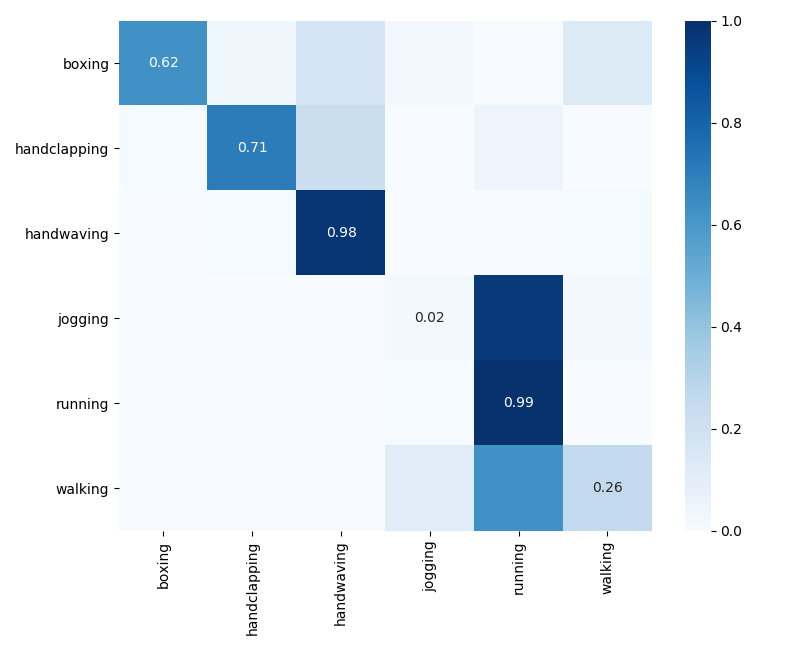 boxing
handclapping
handwaving
jogging
running
walking
0.62
0.71
0.98
0.02
0.99
0.26
boxing
handclapping
handwaving
jogging
running
walking
1.0
0.8
0.6
0.4
0.2
0.0